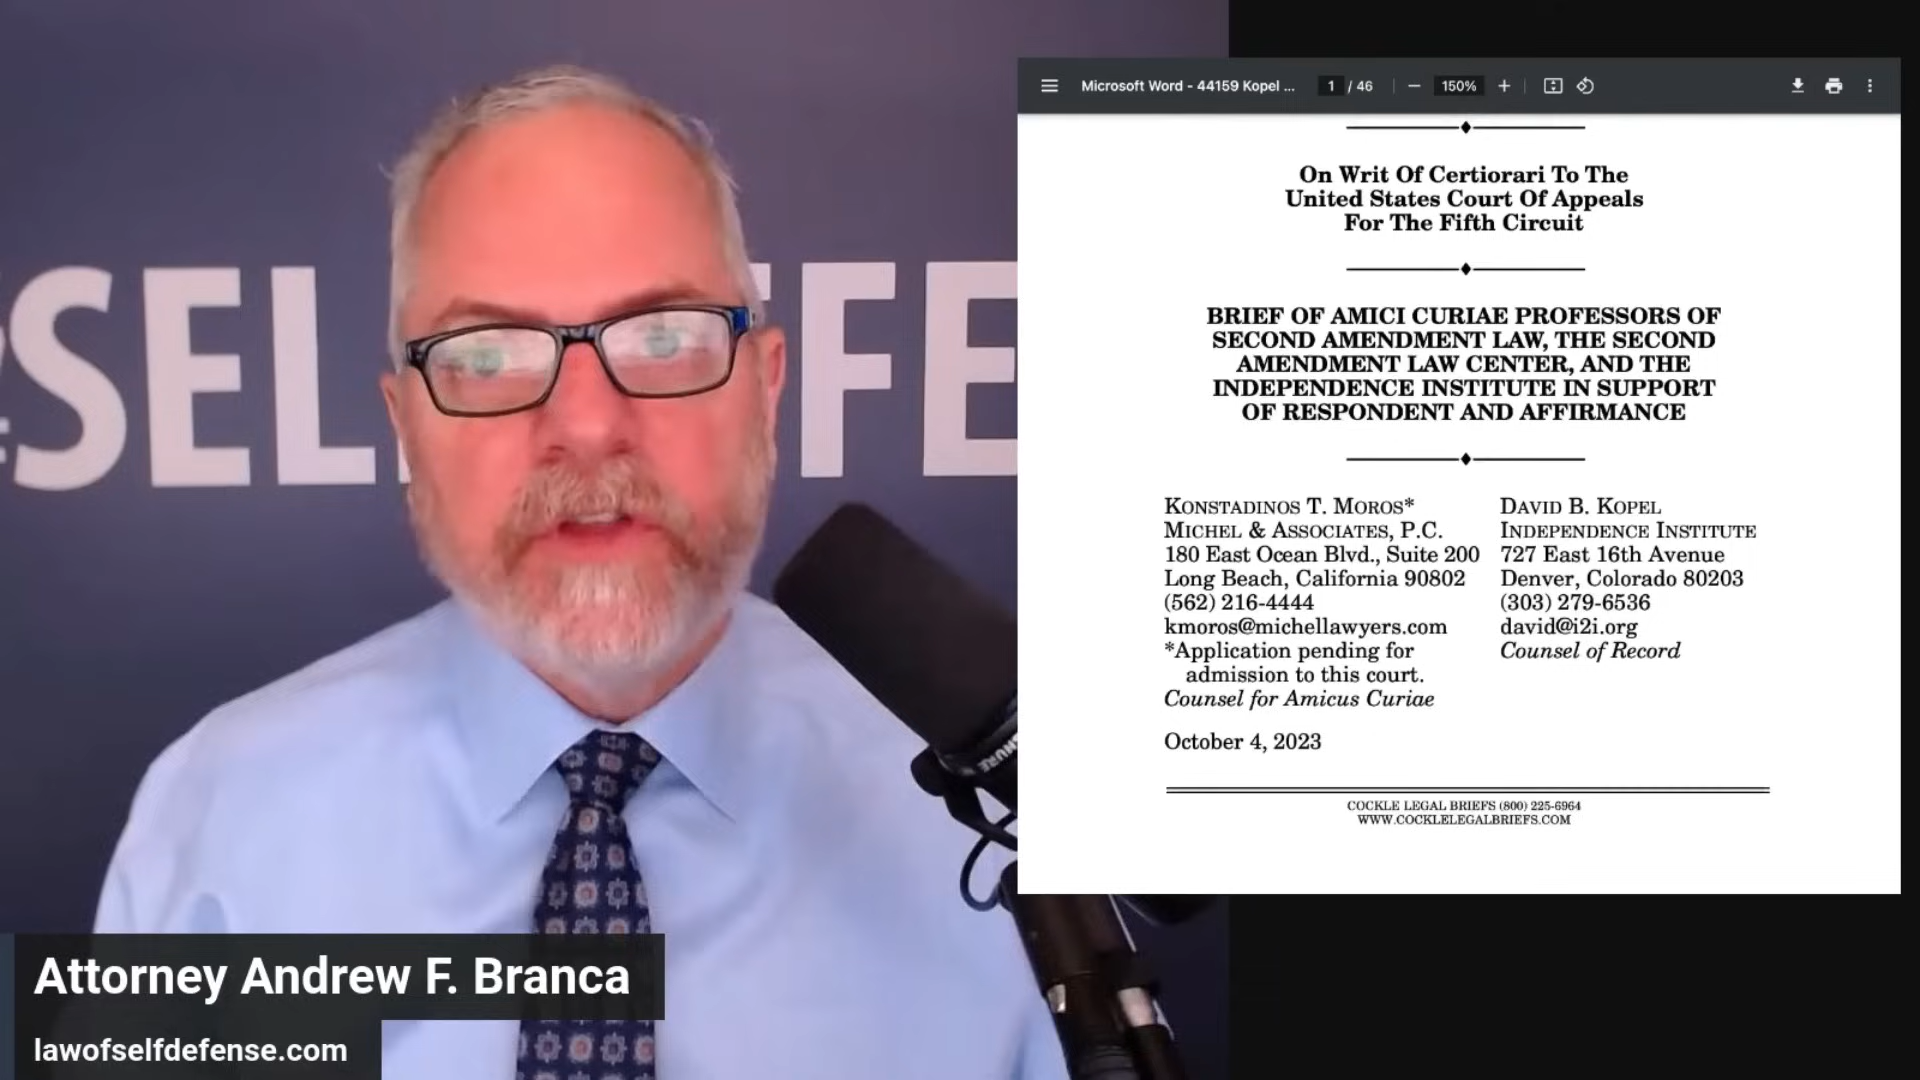 SEL
FE
Microsoft Word - 44159 Kopel ...
1 / 46
150%
On Writ Of Certiorari To The
United States Court Of Appeals
For The Fifth Circuit
BRIEF OF AMICI CURIAE PROFESSORS OF
SECOND AMENDMENT LAW, THE SECOND
AMENDMENT LAW CENTER, AND THE
INDEPENDENCE INSTITUTE IN SUPPORT
OF RESPONDENT AND AFFIRMANCE
KONSTADINOS T. MOROS*
MICHEL & ASSOCIATES, P.C.
180 East Ocean Blvd., Suite 200
Long Beach, California 90802
(562) 216-4444
kmoros@michellawyers.com
*Application pending for
admission to this court.
Counsel for Amicus Curiae
DAVID B. KOPEL
INDEPENDENCE INSTITUTE
727 East 16th Avenue
Denver, Colorado 80203
(303) 279-6536
david@i2i.org
Counsel of Record
October 4, 2023
COCKLE LEGAL BRIEFS (800) 225-6964
WWW.COCKLELEGALBRIEFS.COM
SHURE
Attorney Andrew F. Branca
lawofselfdefense.com